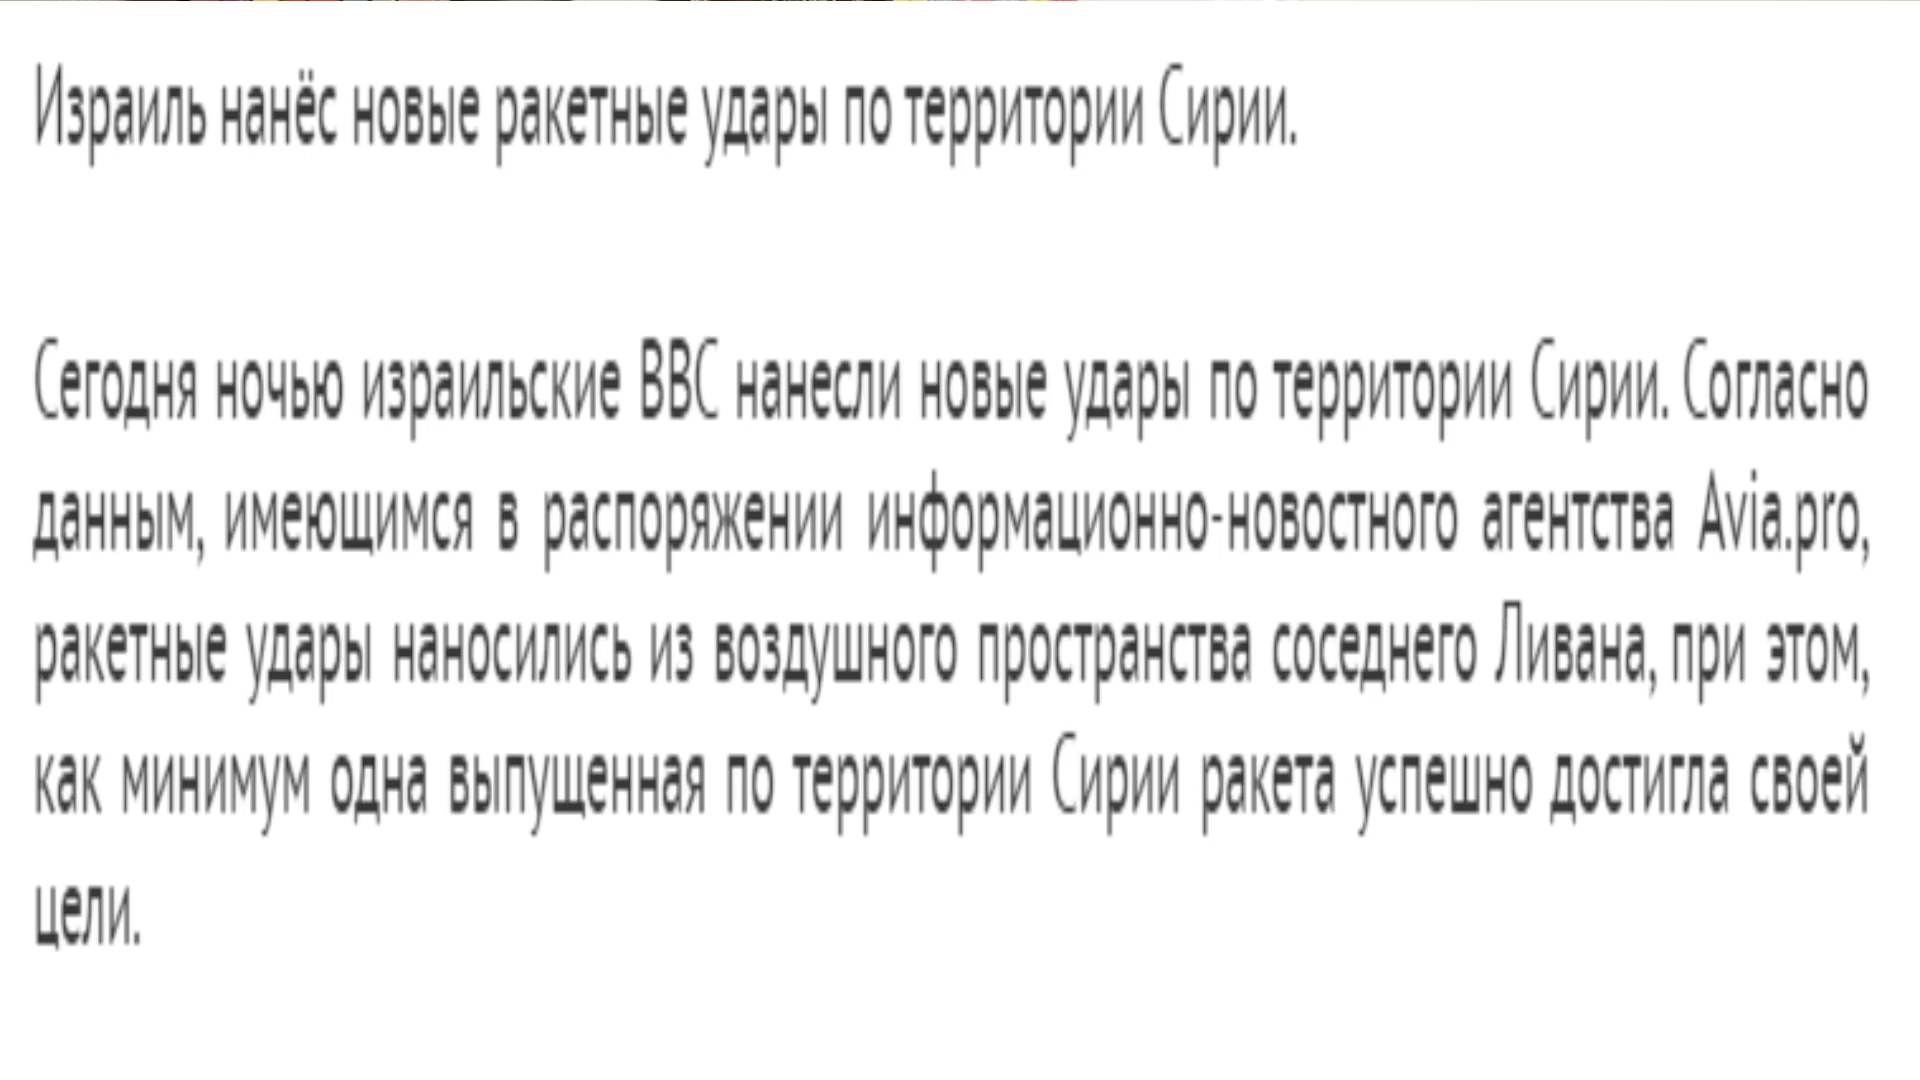 Израиль нанёс новые ракетные удары по территории Сирии.
Сегодня ночью израильские ВВС нанесли новые удары по территории Сирии. Согласно
данным, имеющимся в распоряжении информационно-новостного агентства Avia.pro,
ракетные удары наносились из воздушного пространства соседнего Ливана, при этом,
как минимум одна выпущенная по территории Сирии ракета успешно достигла своей
цели.